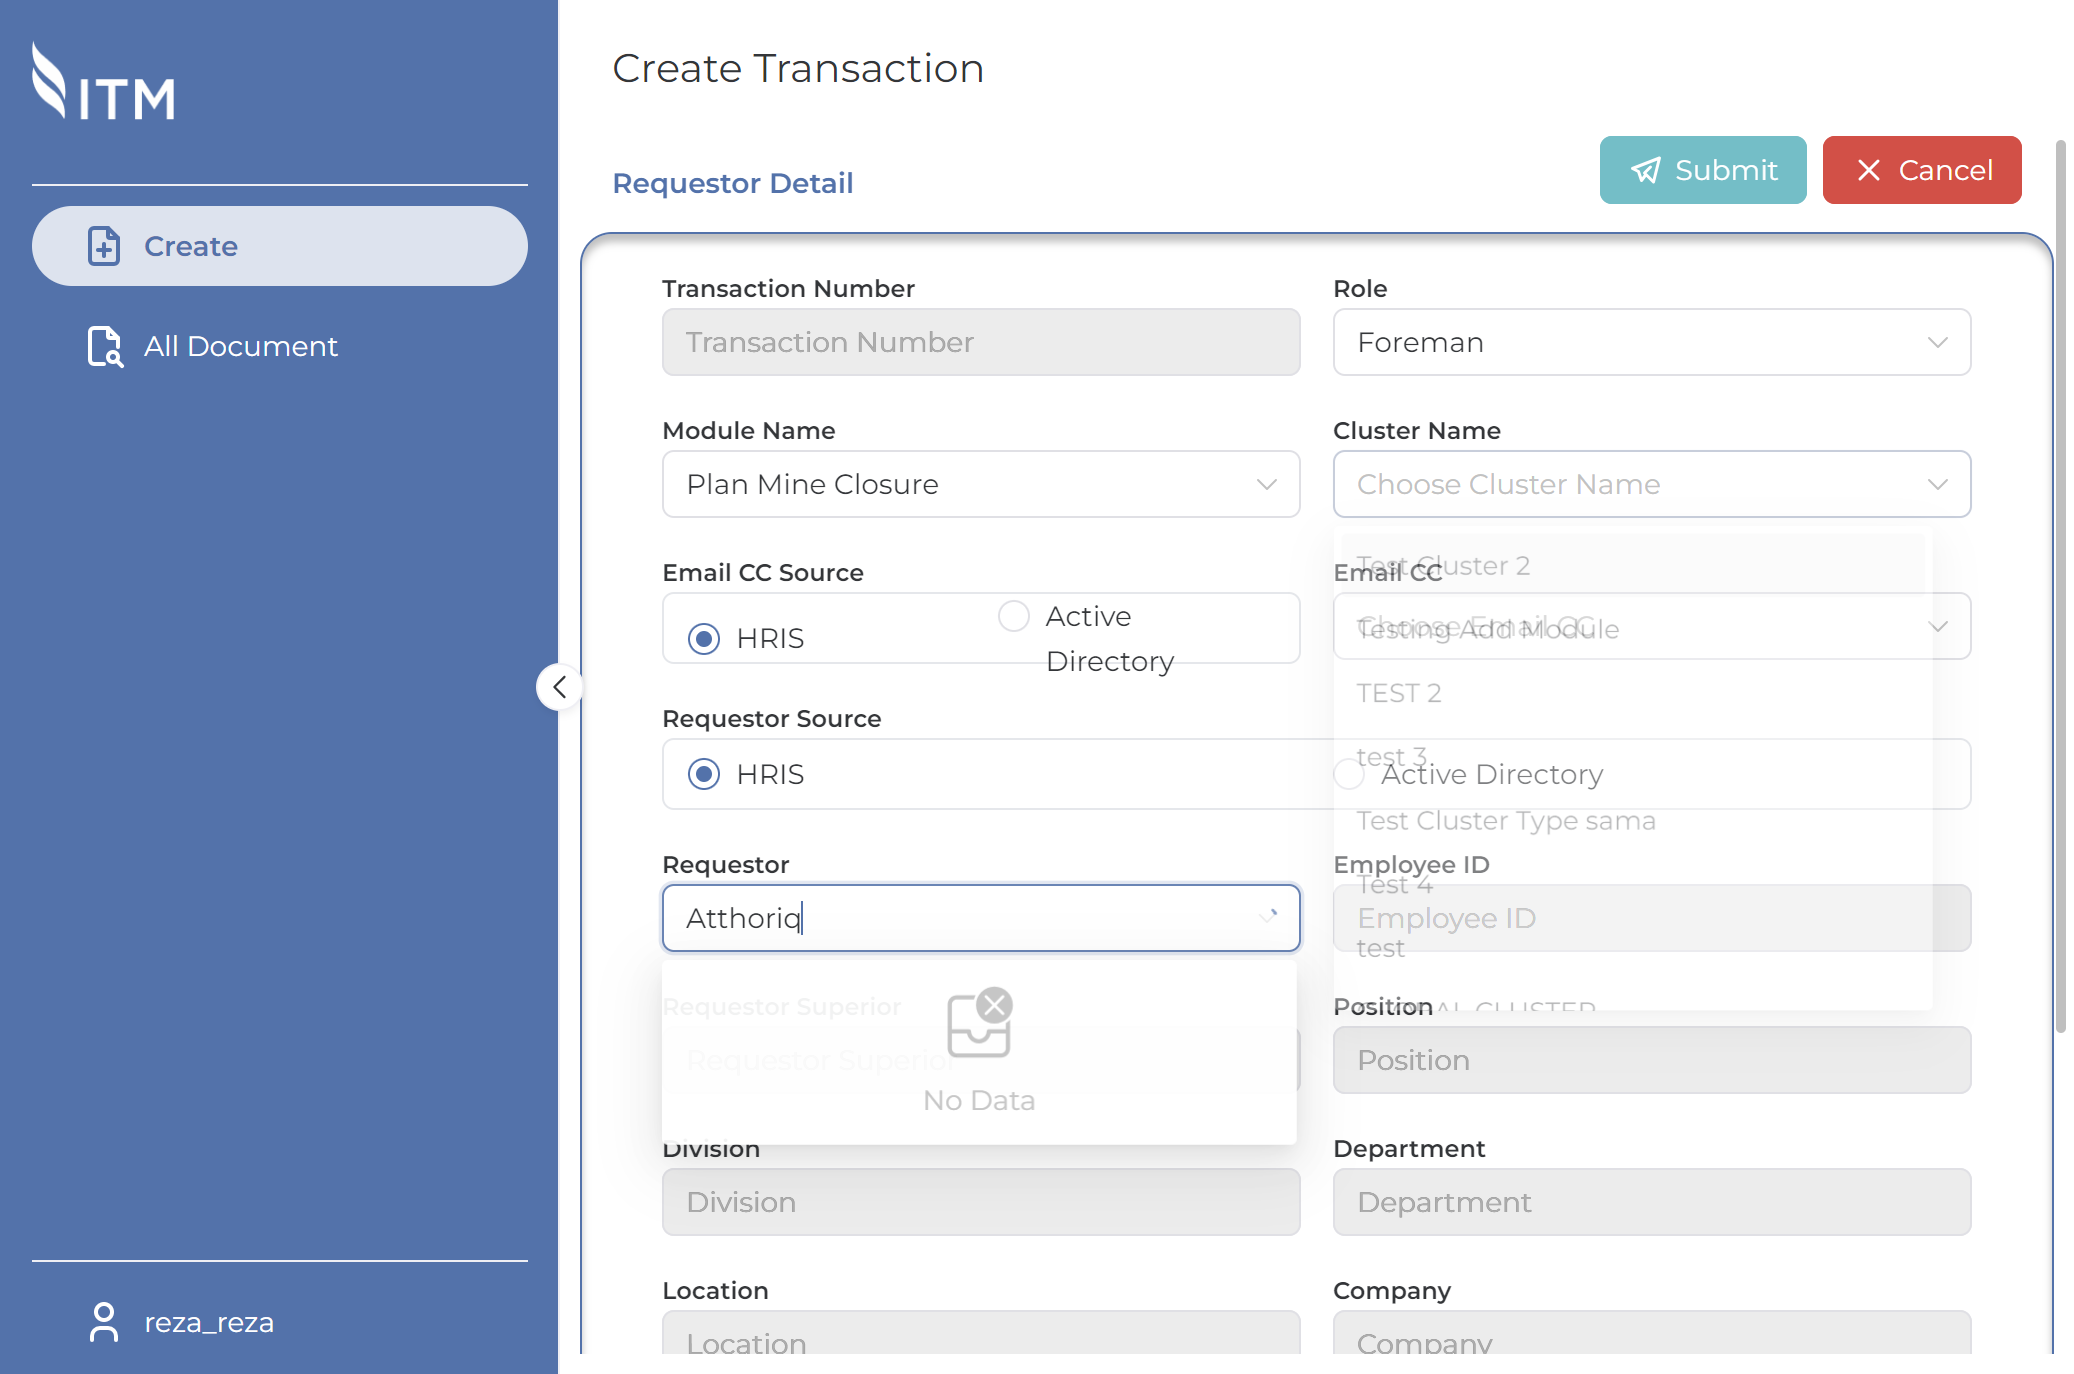 ITM
Create Transaction
Submit
Cancel
Requestor Detail
Create
All Document
Transaction Number
Role
Transaction Number
Foreman
Module Name
Cluster Name
Plan Mine Closure
Choose Cluster Name
Email CC Source
Email CC
Test Cluster 2
HRIS
Active
Directory
Choose Email CC
Testing Add Module
TEST 2
Requestor Source
HRIS
Active Directory
test 3
Test Cluster Type sama
Requestor
Employee ID
Test 4
Atthoriq
Employee ID
test
Requestor Superior
Position
Requestor Superior
Position
No Data
Division
Department
Division
Department
Location
Company
Location
Company
reza_reza